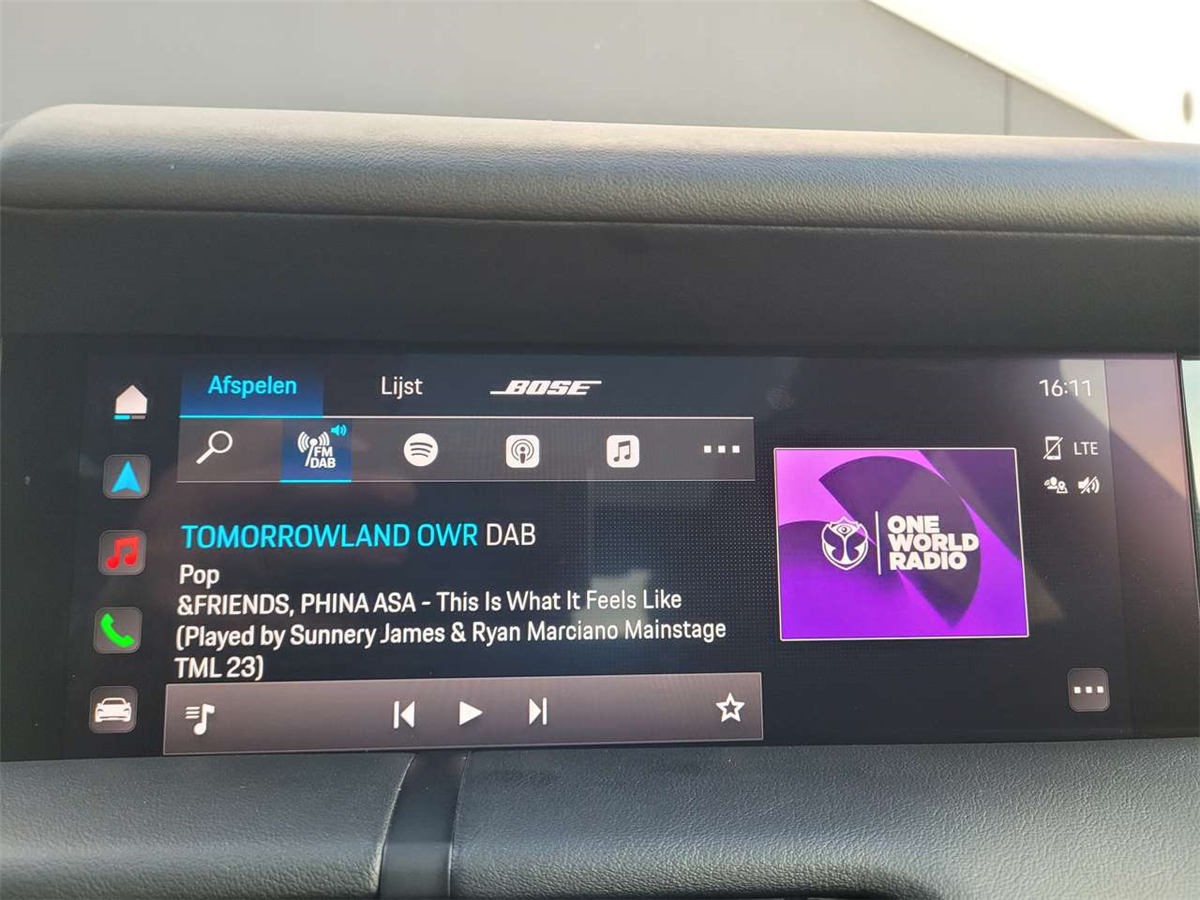 Afspelen
Lijst
BOSE
16:11
FM
DAB
LTE
TOMORROWLAND OWR DAB
Pop
&FRIENDS, PHINA ASA - This Is What It Feels Like
(Played by Sunnery James & Ryan Marciano Mainstage
TML 23)
ONE
WORLD
RADIO